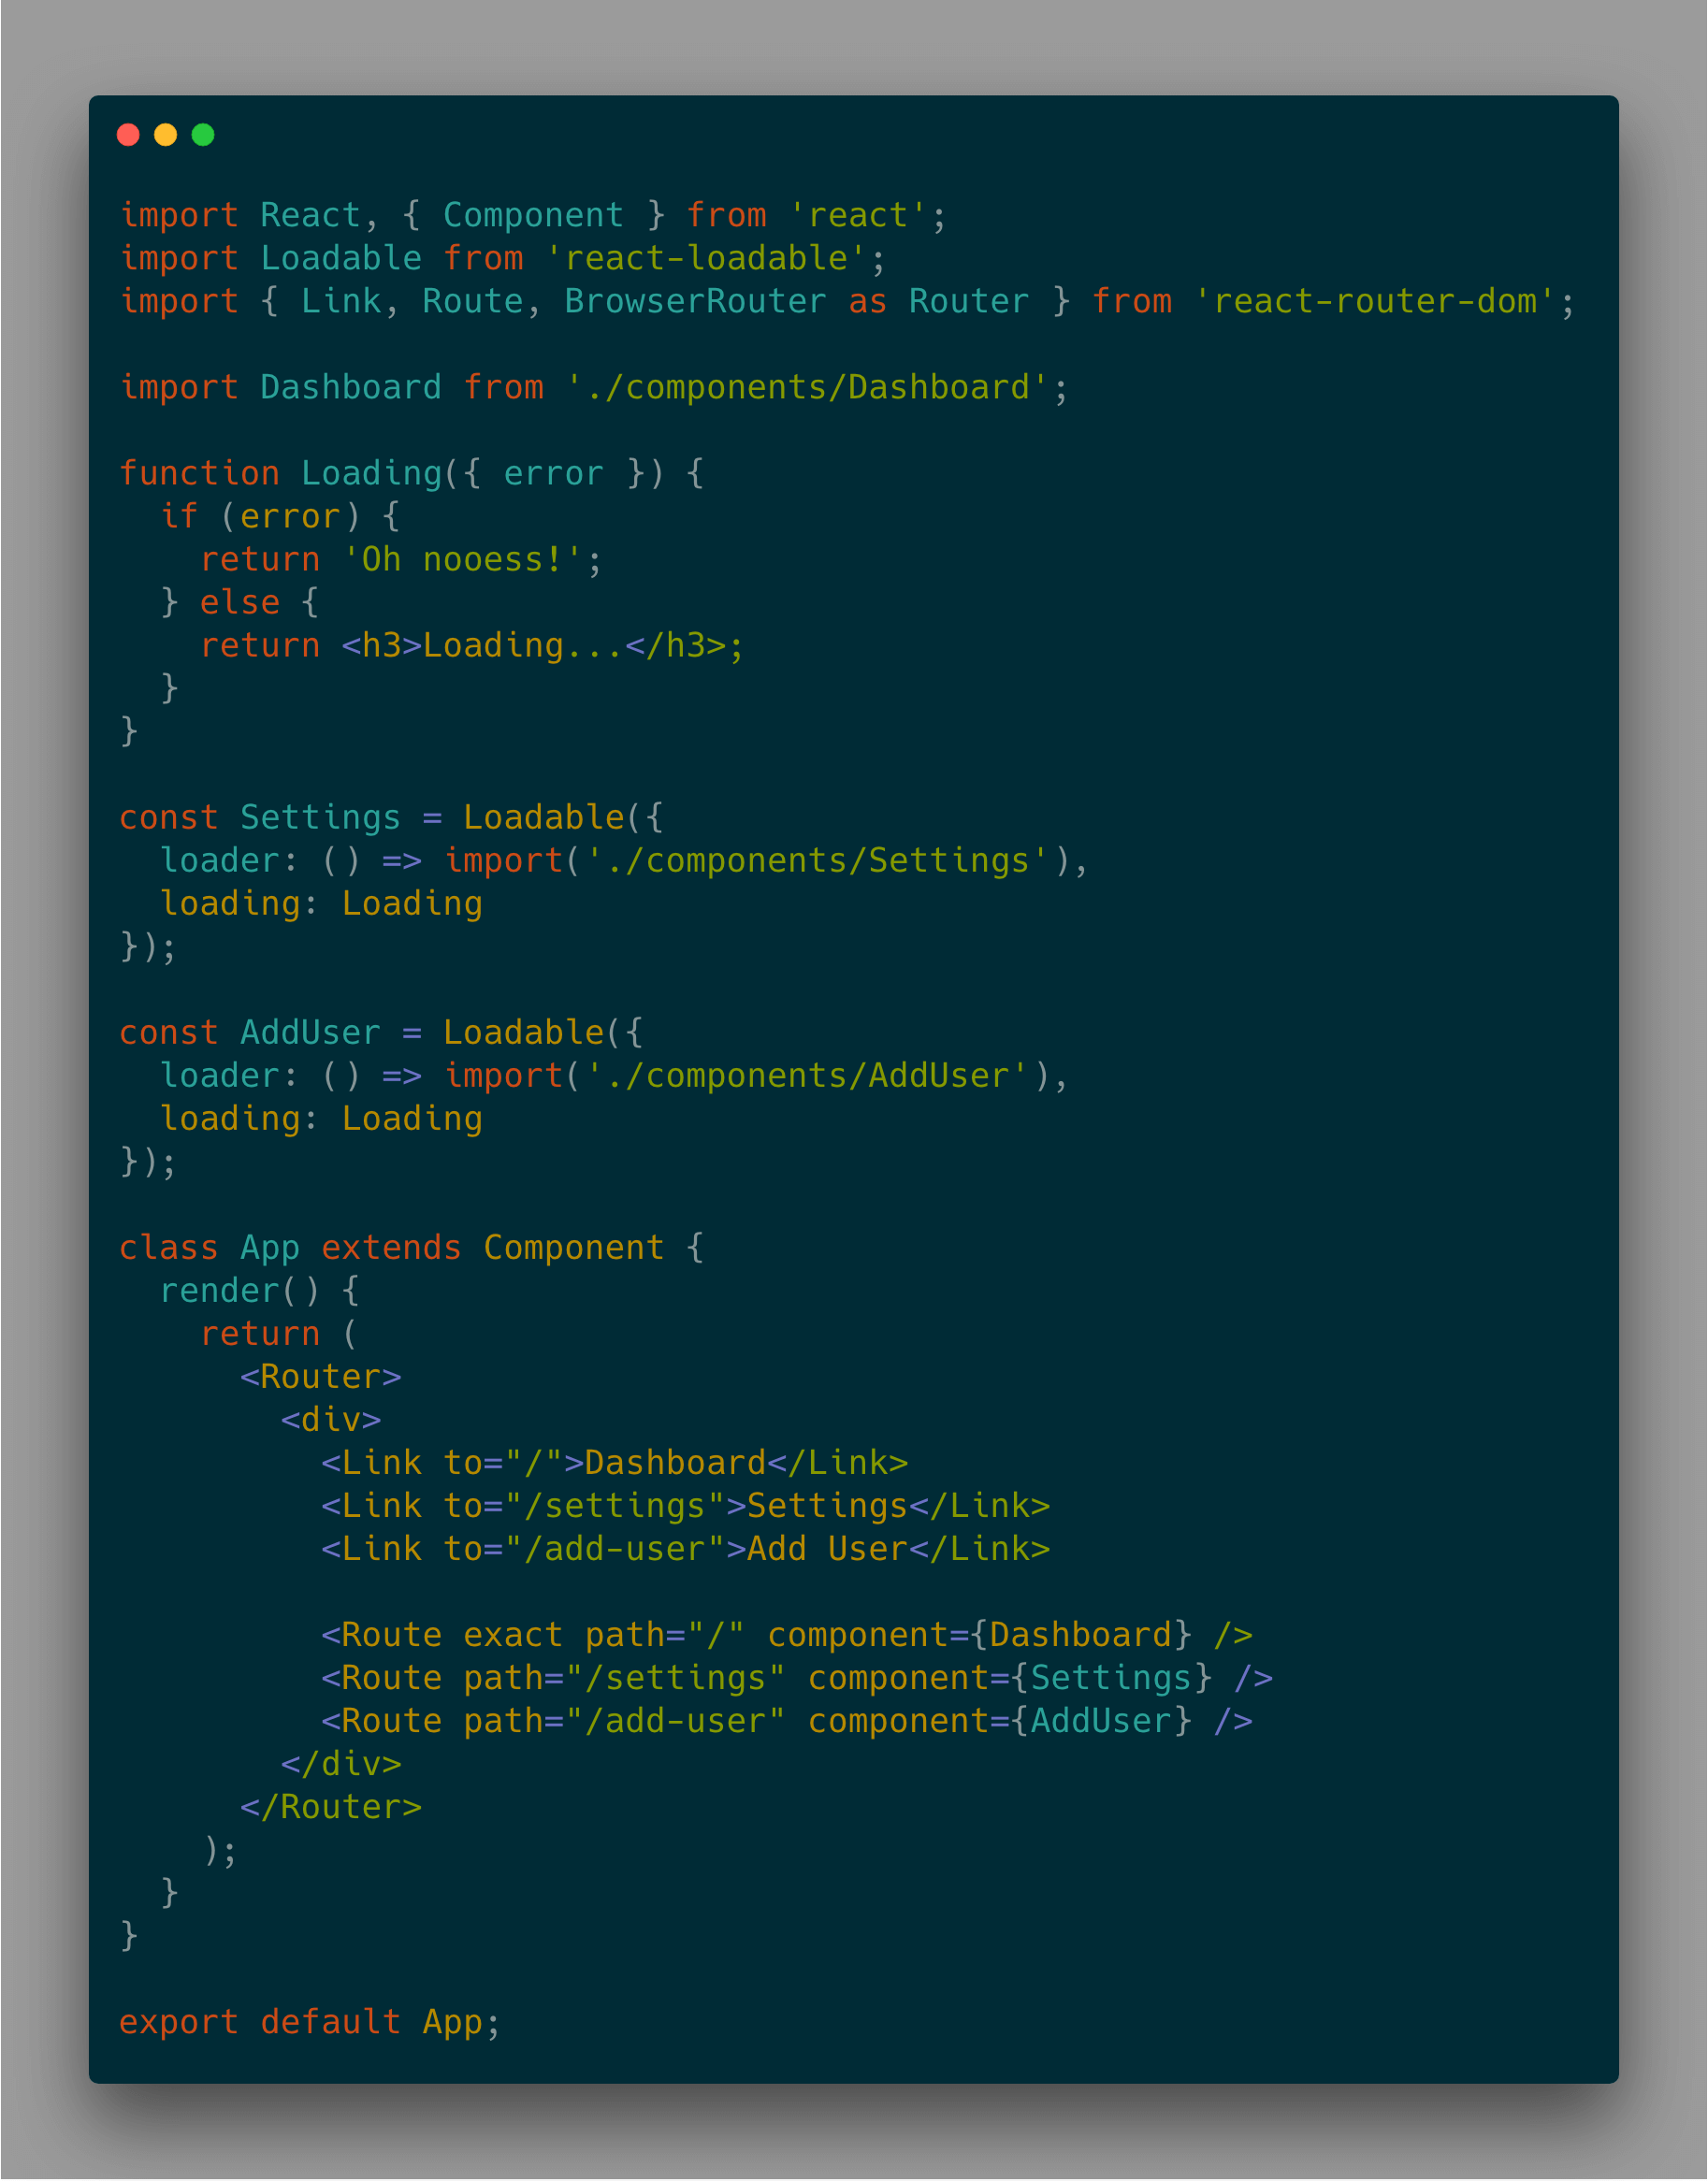 import React, { Component } from 'react';
import Loadable from 'react-loadable';
import { Link, Route, BrowserRouter as Router } from 'react-router-dom';

import Dashboard from './components/Dashboard';

function Loading({ error }) {
  if (error) {
    return 'Oh nooess!';
  } else {
    return <h3>Loading...</h3>;
  }
}

const Settings = Loadable({
  loader: () => import('./components/Settings'),
  loading: Loading
});

const AddUser = Loadable({
  loader: () => import('./components/AddUser'),
  loading: Loading
});

class App extends Component {
  render() {
    return (
      <Router>
        <div>
          <Link to="/">Dashboard</Link>
          <Link to="/settings">Settings</Link>
          <Link to="/add-user">Add User</Link>

          <Route exact path="/" component={Dashboard} />
          <Route path="/settings" component={Settings} />
          <Route path="/add-user" component={AddUser} />
        </div>
      </Router>
    );
  }
}

export default App;